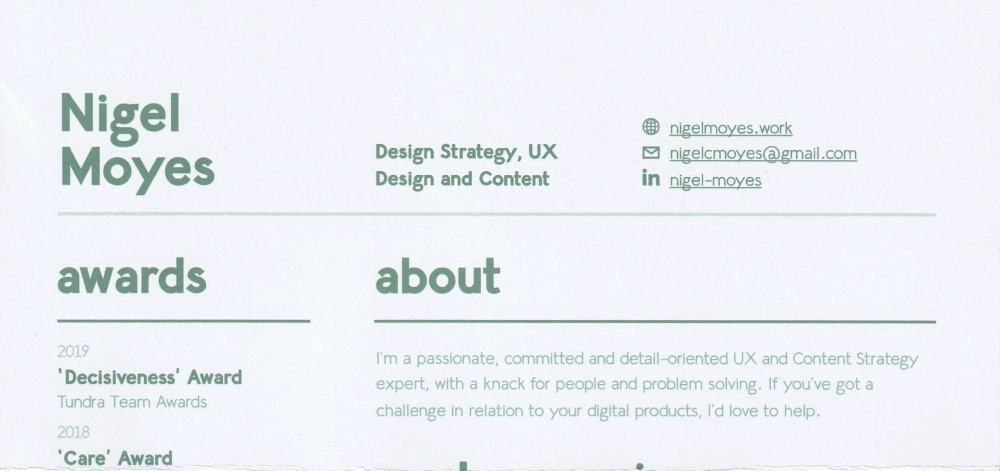 Nigel
Moyes
Design Strategy, UX
Design and Content
nigelmoyes.work
nigelcmoyes@gmail.com
in nigel-moyes
awards
2019
‘Decisiveness’ Award
Tundra Team Awards
2018
‘Care’ Award
about
I'm a passionate, committed and detail-oriented UX and Content Strategy
expert, with a knack for people and problem solving. If you've got a
challenge in relation to your digital products, I'd love to help.